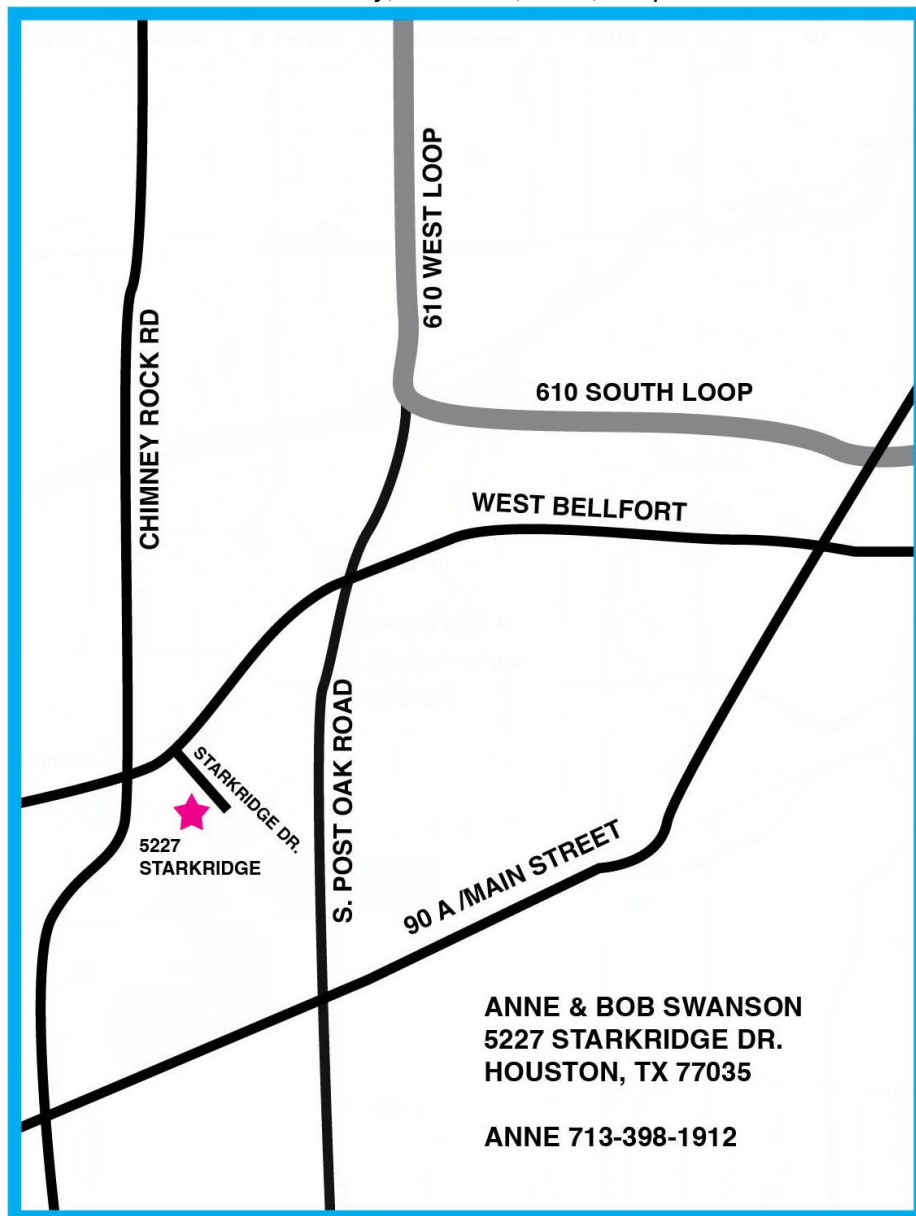 610 WEST LOOP
CHIMNEY ROCK RD
610 SOUTH LOOP
WEST BELLFORT
STARKRIDGE DR.
S. POST OAK ROAD
5227
STARKRIDGE
90 A /MAIN STREET
ANNE & BOB SWANSON
5227 STARKRIDGE DR.
HOUSTON, TX 77035
ANNE 713-398-1912